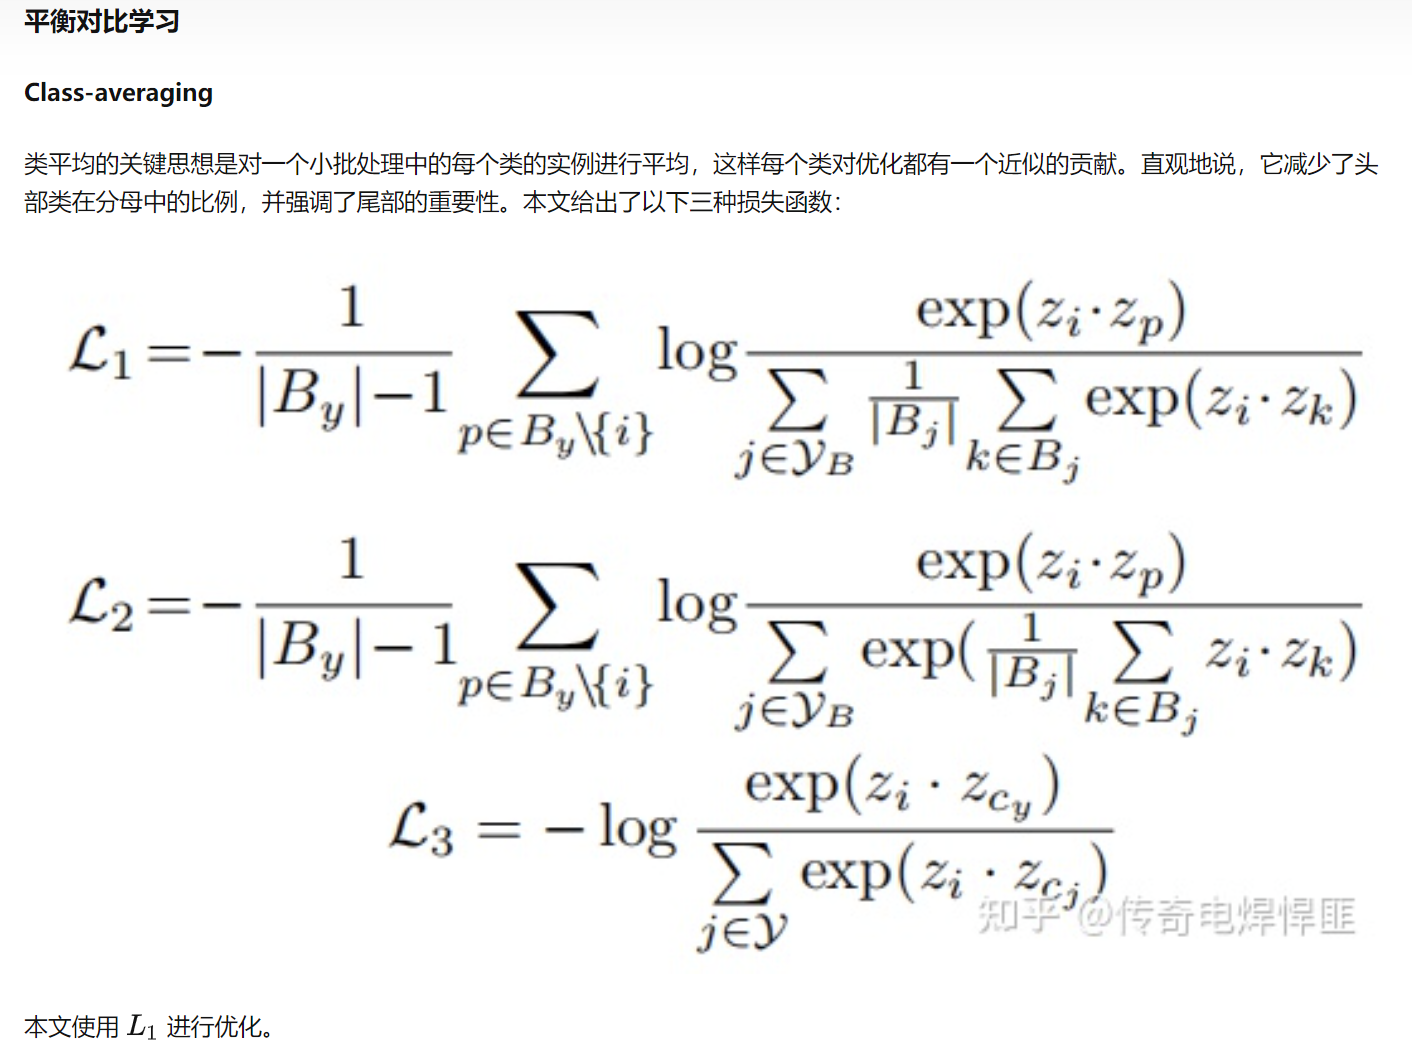 平衡对比学习
Class-averaging
类平均的关键思想是对一个小批处理中的每个类的实例进行平均，这样每个类对优化都有一个近似的贡献。直观地说，它减少了头
部类在分母中的比例，并强调了尾部的重要性。本文给出了以下三种损失函数：
$\mathcal{L}_1 = -\frac{1}{|B_y|-1} \sum_{p \in B_y \backslash \{i\}} \log \frac{\exp(z_i \cdot z_p)}{\sum_{j \in \mathcal{Y}_B} \frac{1}{|B_j|} \sum_{k \in B_j} \exp(z_i \cdot z_k)}$
$\mathcal{L}_2 = -\frac{1}{|B_y|-1} \sum_{p \in B_y \backslash \{i\}} \log \frac{\exp(z_i \cdot z_p)}{\sum_{j \in \mathcal{Y}_B} \exp(\frac{1}{|B_j|} \sum_{k \in B_j} z_i \cdot z_k)}$
$\mathcal{L}_3 = -\log \frac{\exp(z_i \cdot z_{c_y})}{\sum_{j \in \mathcal{Y}} \exp(z_i \cdot z_{c_j})}$
知乎 @传奇电焊悍匪
本文使用 $L_1$ 进行优化。